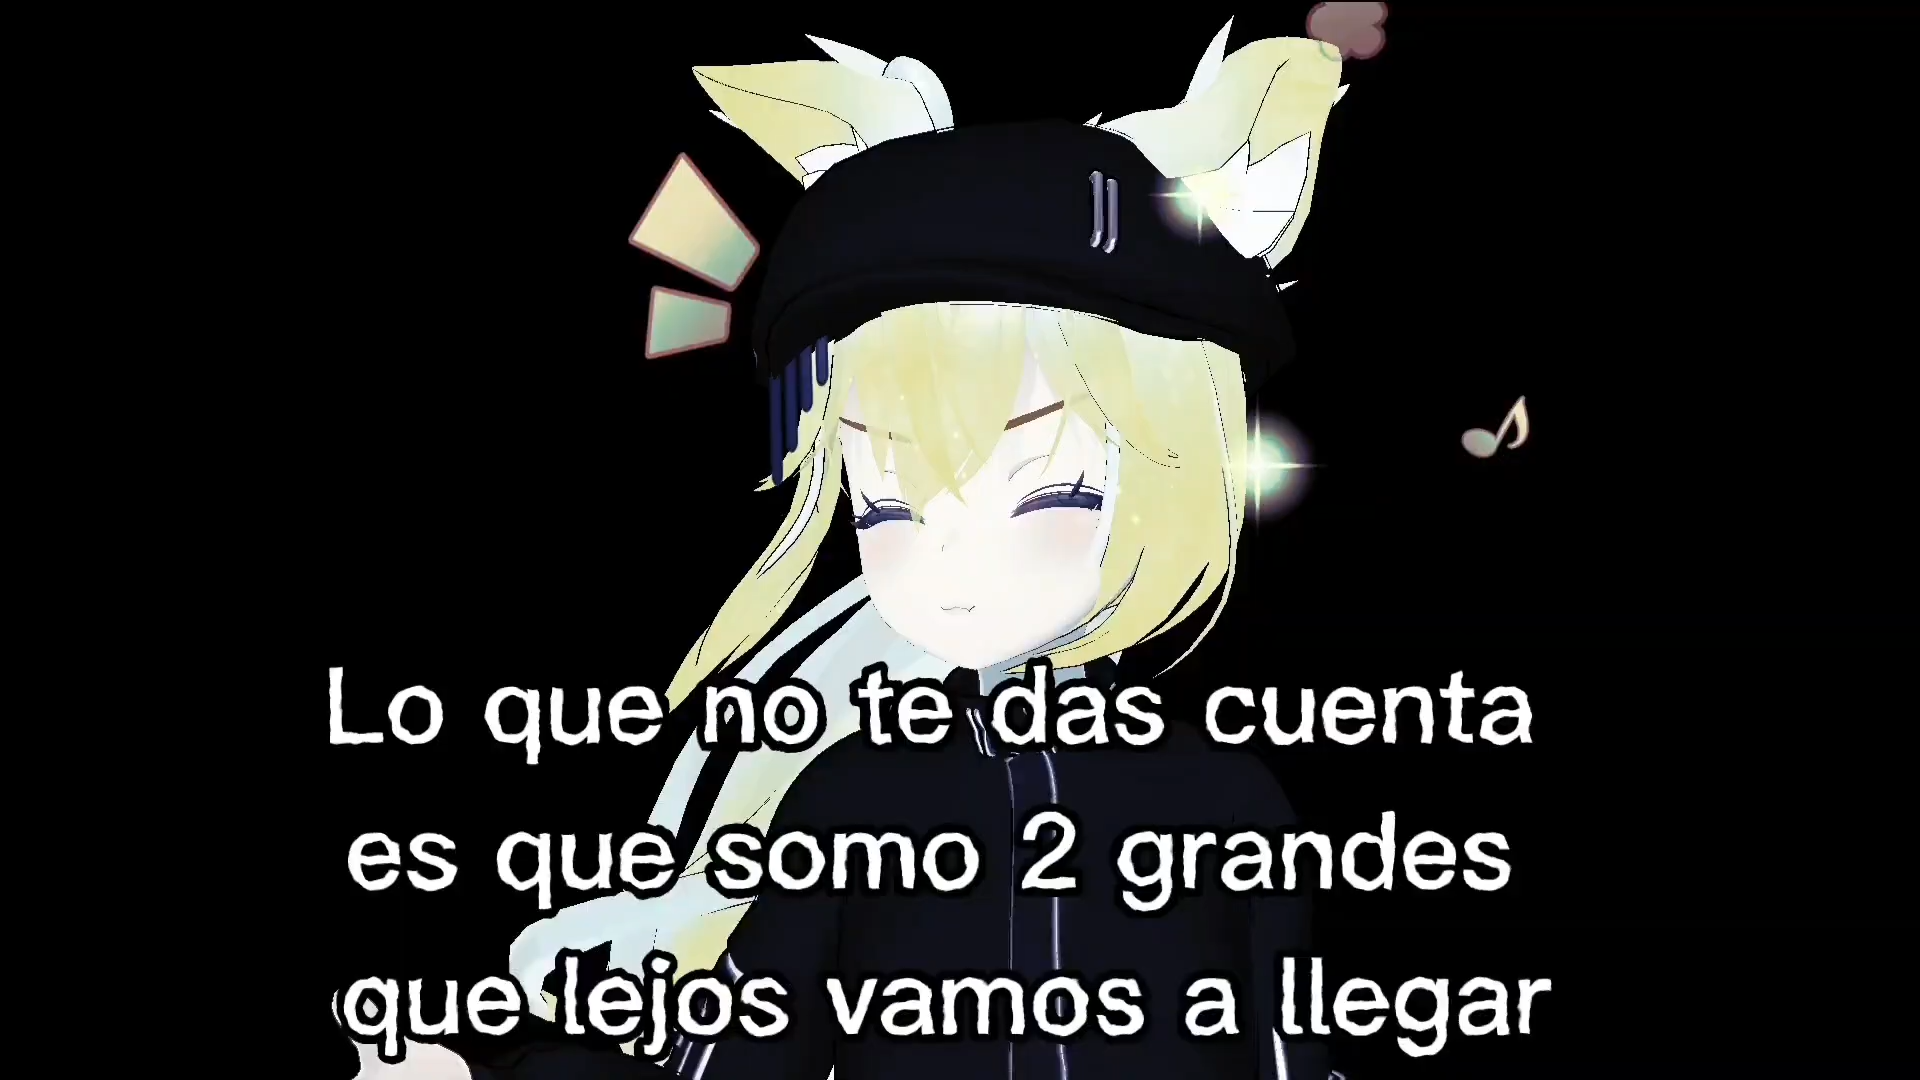 Lo que no te das cuenta
es que somo 2 grandes
que lejos vamos a llegar